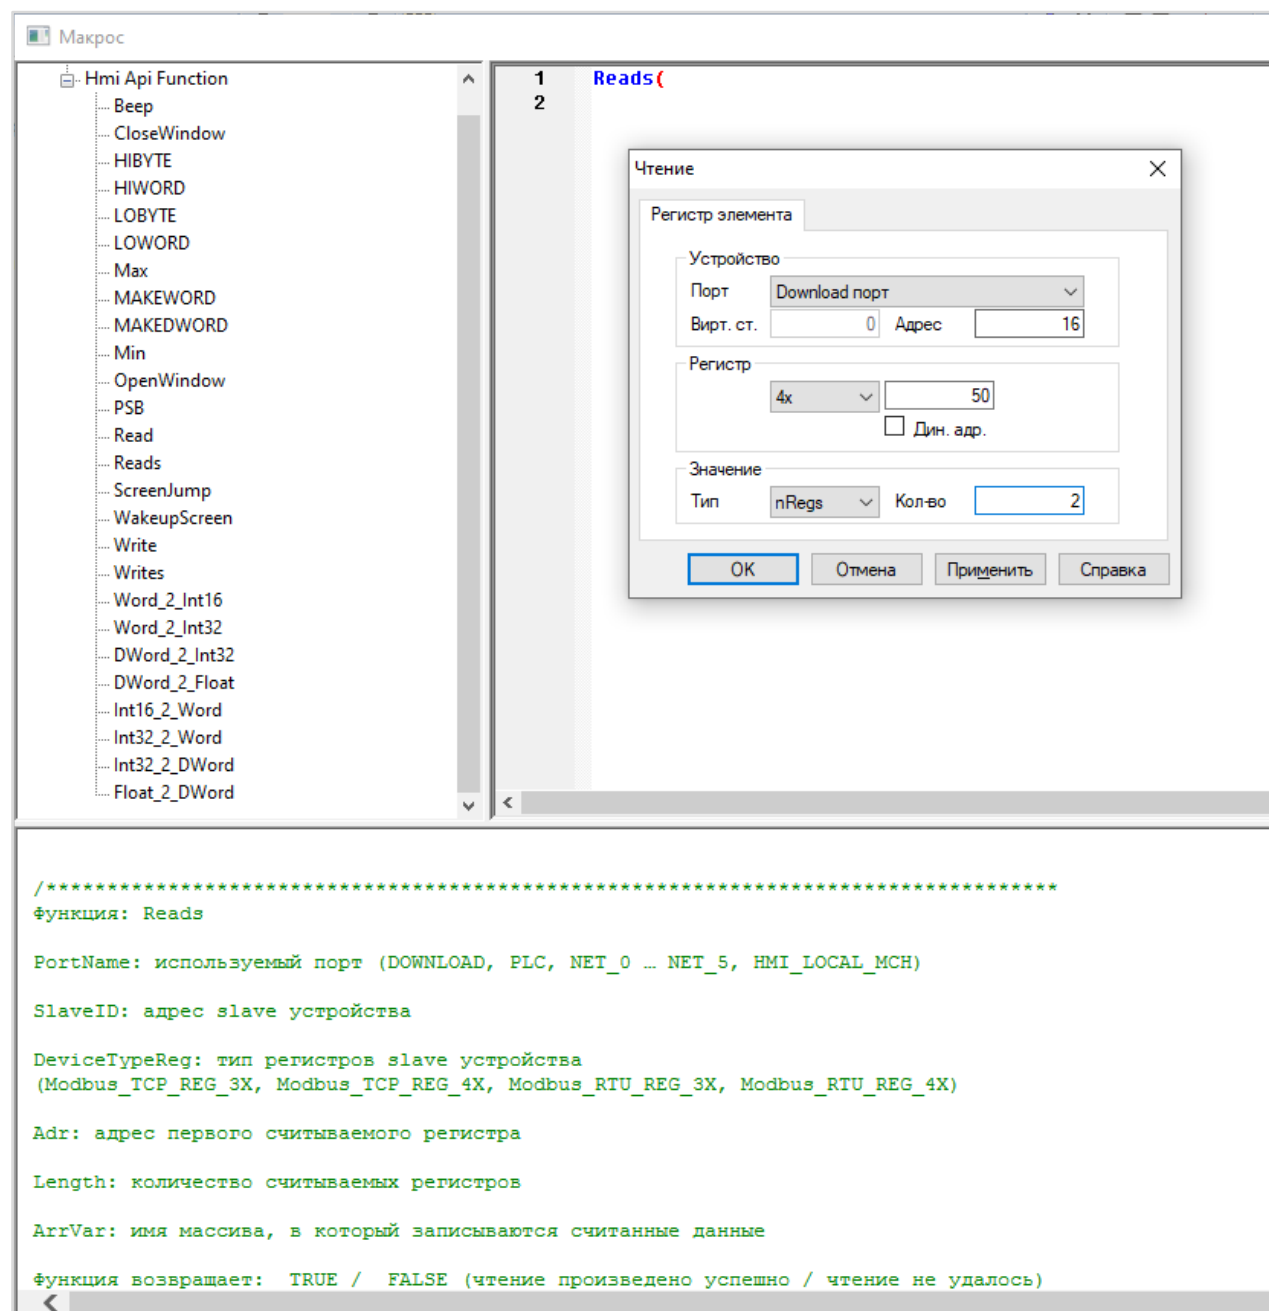 Макрос
Hmi Api Function
Beep
CloseWindow
HIBYTE
HIWORD
LOBYTE
LOWORD
Max
MAKEWORD
MAKEDWORD
Min
OpenWindow
PSB
Read
Reads
ScreenJump
WakeupScreen
Write
Writes
Word_2_Int16
Word_2_Int32
DWord_2_Int32
DWord_2_Float
Int16_2_Word
Int32_2_Word
Int32_2_DWord
Float_2_DWord
1 Reads(
2
Чтение
Регистр элемента
Устройство
Порт Download порт
Вирт. ст. 0 Адрес 16
Регистр
4x 50
Дин. адр.
Значение
Тип nRegs Кол-во 2
OK Отмена Применить Справка
/***********************************************************************************
Функция: Reads
PortName: используемый порт (DOWNLOAD, PLC, NET_0 … NET_5, HMI_LOCAL_MCH)
SlaveID: адрес slave устройства
DeviceTypeReg: тип регистров slave устройства
(Modbus_TCP_REG_3X, Modbus_TCP_REG_4X, Modbus_RTU_REG_3X, Modbus_RTU_REG_4X)
Adr: адрес первого считываемого регистра
Length: количество считываемых регистров
ArrVar: имя массива, в который записываются считанные данные
Функция возвращает:  TRUE /  FALSE (чтение произведено успешно / чтение не удалось)